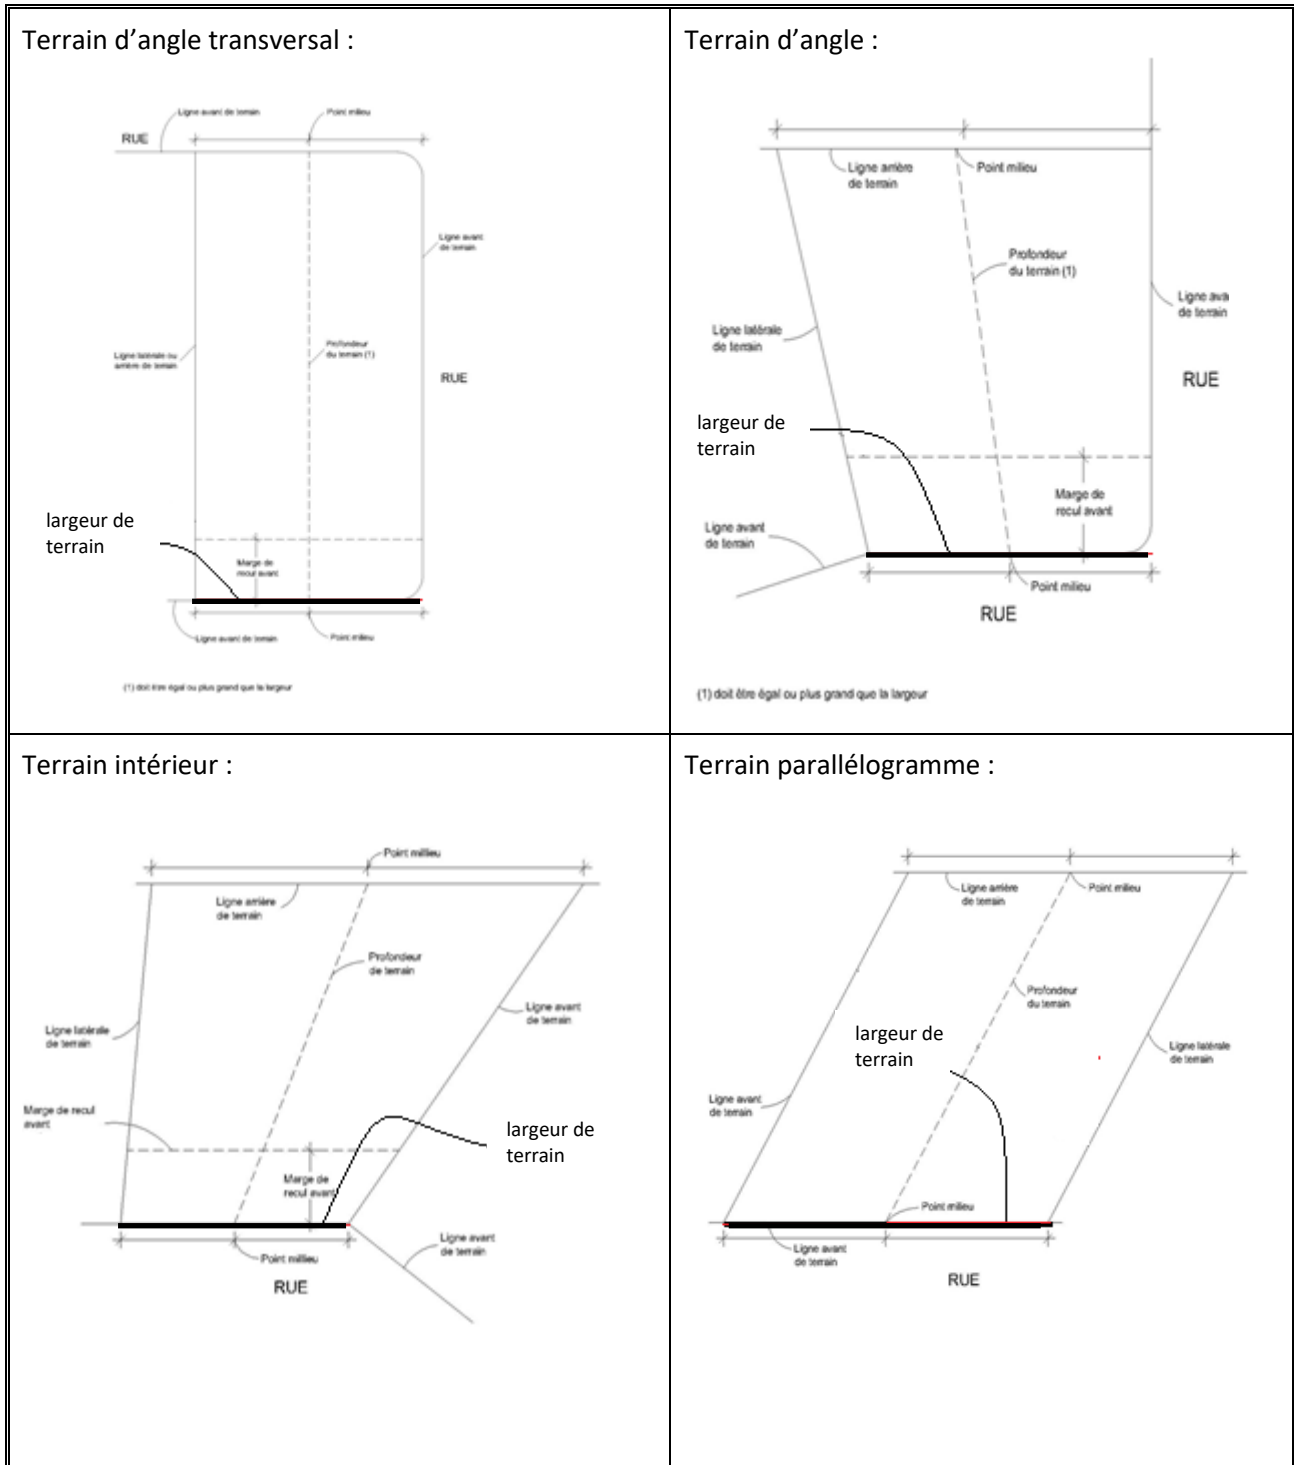 Terrain d’angle transversal :
Ligne avant de terrain
Point milieu
RUE
Ligne avant
de terrain
Ligne latérale ou
arrière de terrain
Profondeur
du terrain (1)
RUE
largeur de
terrain
Marge de
recul avant
Ligne avant de terrain
Point milieu
(1) doit être égal ou plus grand que la largeur
Terrain d’angle :
Ligne arrière
de terrain
Point milieu
Profondeur
du terrain (1)
Ligne ava
de terrain
Ligne latérale
de terrain
RUE
largeur de
terrain
Marge de
recul avant
Ligne avant
de terrain
Point milieu
RUE
(1) doit être égal ou plus grand que la largeur
Terrain intérieur :
Point millieu
Ligne arrière
de terrain
Profondeur
de terrain
Ligne avant
de terrain
Ligne latérale
de terrain
Marge de recul
avant
largeur de
terrain
Marge de
recul avant
Ligne avant
de terrain
Point millieu
RUE
Terrain parallélogramme :
Ligne arrière
de terrain
Point milieu
Profondeur
du terrain
largeur de
terrain
Ligne latérale
de terrain
Ligne avant
de terrain
Point milieu
Ligne avant
de terrain
RUE